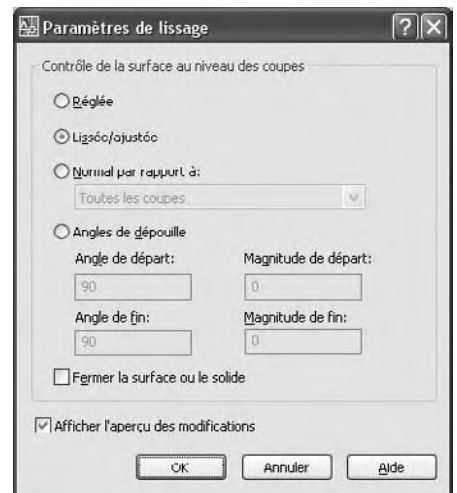 Paramètres de lissage
Contrôle de la surface au niveau des coupes
Réglée
Lissée/ajustée
Normal par rapport à:
Toutes les coupes
Angles de dépouille
Angle de départ: Magnitude de départ:
90 0
Angle de fin: Magnitude de fin:
90 0
Fermer la surface ou le solide
Afficher l'aperçu des modifications
OK Annuler Aide